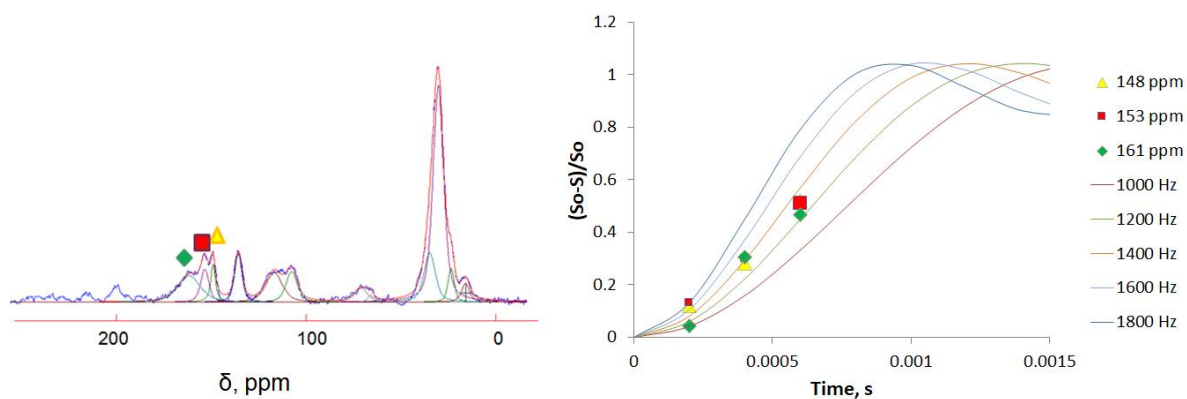 200
100
0
δ, ppm
1.2
1
0.8
0.6
0.4
0.2
0
(So-S)/So
0
0.0005
0.001
0.0015
Time, s
148 ppm
153 ppm
161 ppm
1000 Hz
1200 Hz
1400 Hz
1600 Hz
1800 Hz